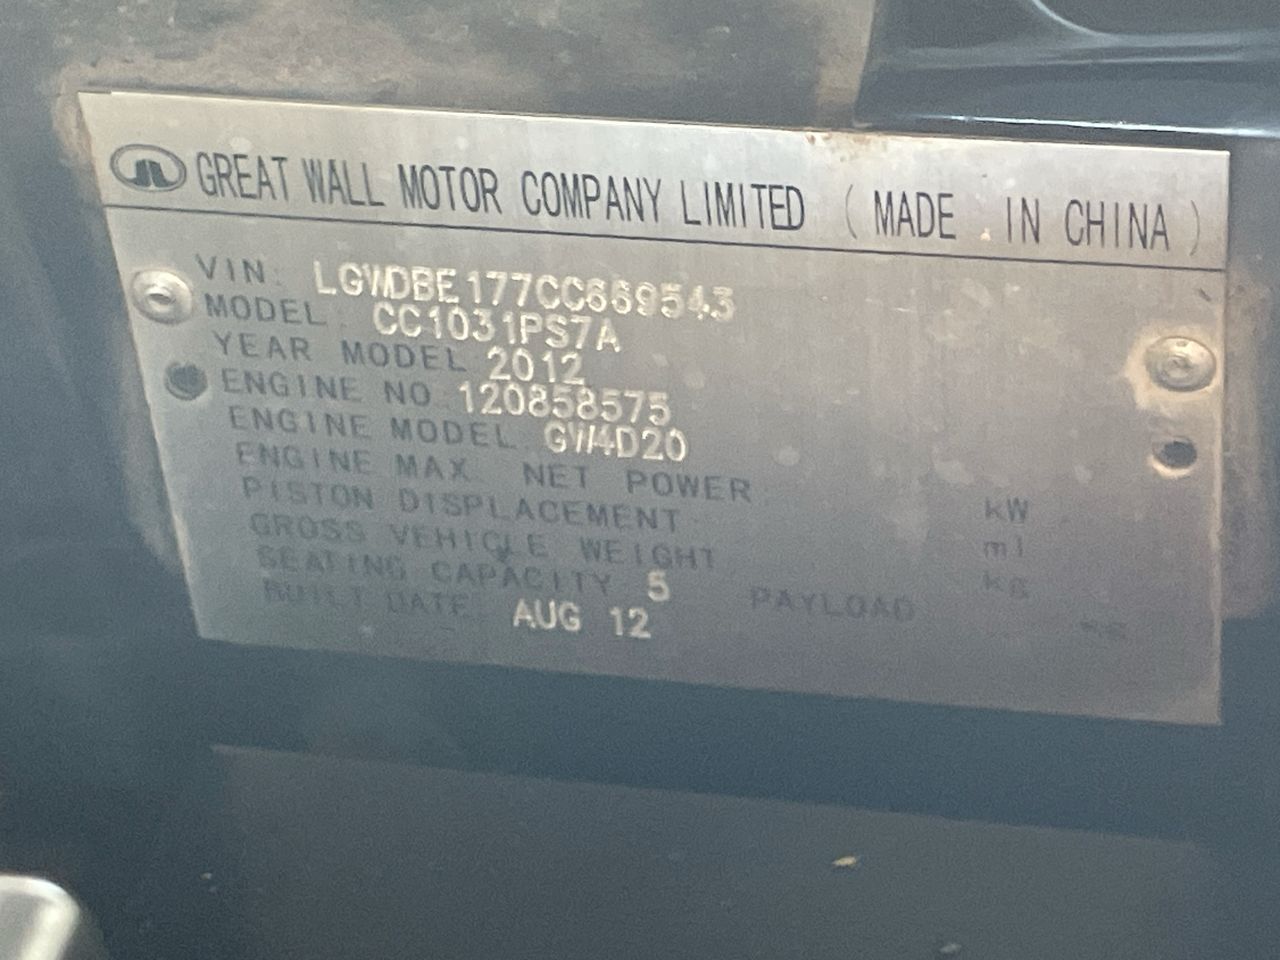 GREAT WALL MOTOR COMPANY LIMITED ( MADE IN CHINA )
VIN: LGWDBE177CC669543
MODEL: CC1031PS7A
YEAR MODEL 2012
ENGINE NO 120858575
ENGINE MODEL GW4D20
ENGINE MAX NET POWER kW
PISTON DISPLACEMENT ml
GROSS VEHICLE WEIGHT kg
SEATING CAPACITY 5 PAYLOAD kg
BUILT DATE AUG 12